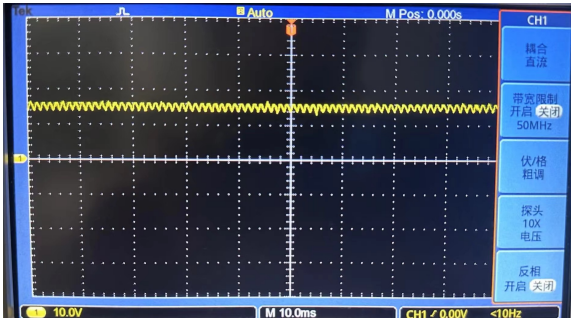 Tek
Auto
M Pos: 0.000s
CH1
耦合
直流
带宽限制
开启 关闭
50MHz
伏/格
粗调
探头
10X
电压
反相
开启 关闭
1
1 10.0V
M 10.0ms
CH1 / 0.00V
<10Hz